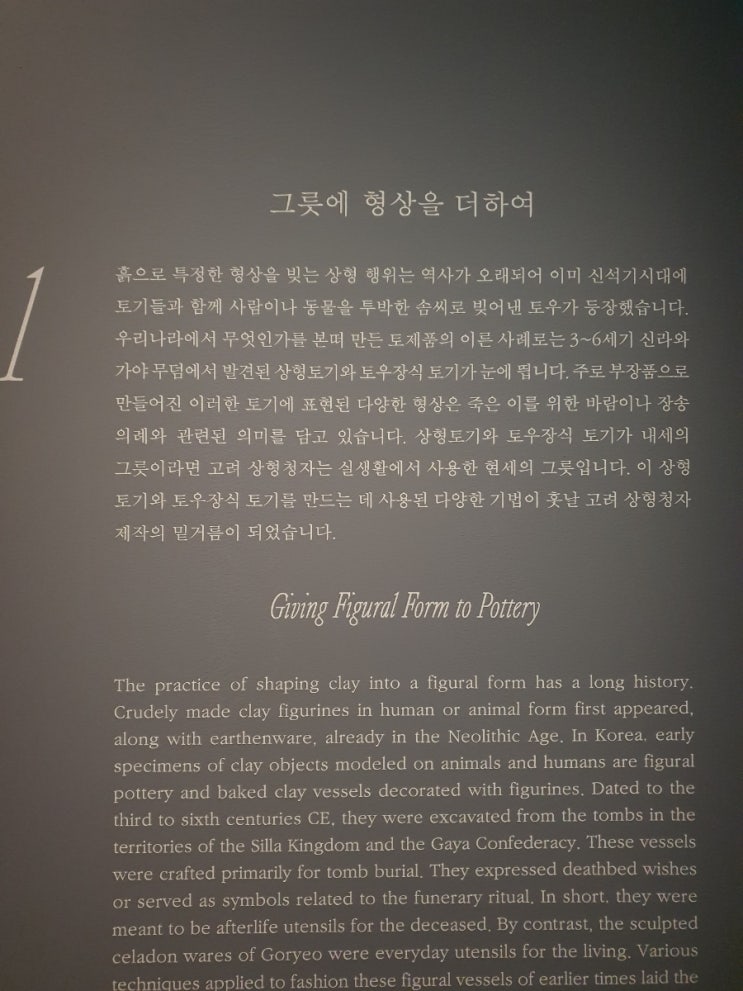 그릇에 형상을 더하여
1
흙으로 특정한 형상을 빚는 상형 행위는 역사가 오래되어 이미 신석기시대에
토기들과 함께 사람이나 동물을 투박한 솜씨로 빚어낸 토우가 등장했습니다.
우리나라에서 무엇인가를 본떠 만든 토제품의 이른 사례로는 3~6세기 신라와
가야 무덤에서 발견된 상형토기와 토우장식 토기가 눈에 띕니다. 주로 부장품으로
만들어진 이러한 토기에 표현된 다양한 형상은 죽은 이를 위한 바람이나 장송
의례와 관련된 의미를 담고 있습니다. 상형토기와 토우장식 토기가 내세의
그릇이라면 고려 상형청자는 실생활에서 사용한 현세의 그릇입니다. 이 상형
토기와 토우장식 토기를 만드는 데 사용된 다양한 기법이 훗날 고려 상형청자
제작의 밑거름이 되었습니다.
Giving Figural Form to Pottery
The practice of shaping clay into a figural form has a long history.
Crudely made clay figurines in human or animal form first appeared,
along with earthenware, already in the Neolithic Age. In Korea, early
specimens of clay objects modeled on animals and humans are figural
pottery and baked clay vessels decorated with figurines. Dated to the
third to sixth centuries CE, they were excavated from the tombs in the
territories of the Silla Kingdom and the Gaya Confederacy. These vessels
were crafted primarily for tomb burial. They expressed deathbed wishes
or served as symbols related to the funerary ritual. In short, they were
meant to be afterlife utensils for the deceased. By contrast, the sculpted
celadon wares of Goryeo were everyday utensils for the living. Various
techniques applied to fashion these figural vessels of earlier times laid the